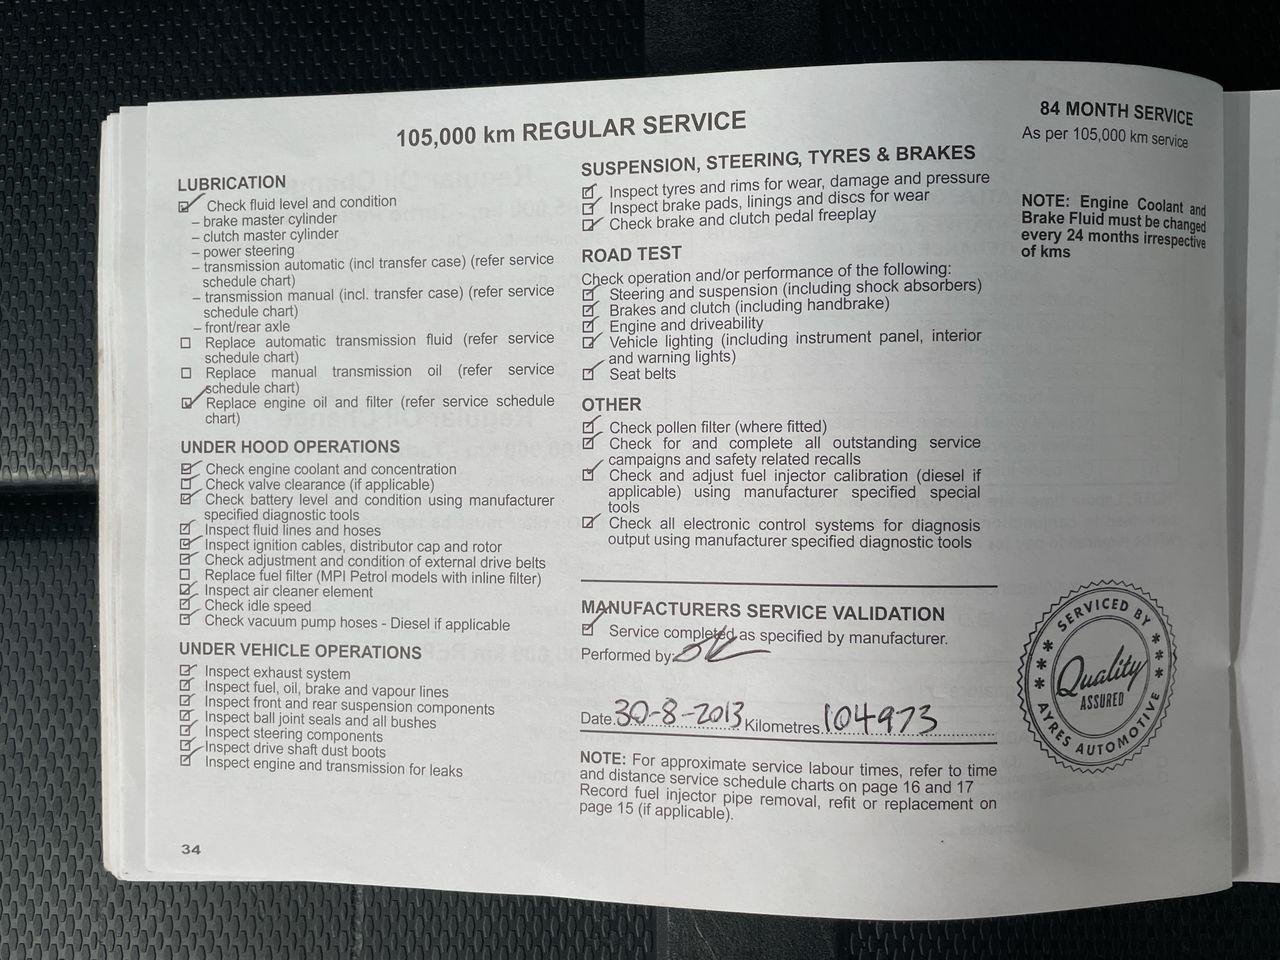 105,000 km REGULAR SERVICE
LUBRICATION
Check fluid level and condition
– brake master cylinder
– clutch master cylinder
– power steering
– transmission automatic (incl transfer case) (refer service
schedule chart)
– transmission manual (incl. transfer case) (refer service
schedule chart)
– front/rear axle
Replace automatic transmission fluid (refer service
schedule chart)
Replace manual transmission oil (refer service
schedule chart)
Replace engine oil and filter (refer service schedule
chart)
UNDER HOOD OPERATIONS
Check engine coolant and concentration
Check valve clearance (if applicable)
Check battery level and condition using manufacturer
specified diagnostic tools
Inspect fluid lines and hoses
Inspect ignition cables, distributor cap and rotor
Check adjustment and condition of external drive belts
Replace fuel filter (MPI Petrol models with inline filter)
Inspect air cleaner element
Check idle speed
Check vacuum pump hoses - Diesel if applicable
UNDER VEHICLE OPERATIONS
Inspect exhaust system
Inspect fuel, oil, brake and vapour lines
Inspect front and rear suspension components
Inspect ball joint seals and all bushes
Inspect steering components
Inspect drive shaft dust boots
Inspect engine and transmission for leaks
34
SUSPENSION, STEERING, TYRES & BRAKES
Inspect tyres and rims for wear, damage and pressure
Inspect brake pads, linings and discs for wear
Check brake and clutch pedal freeplay
ROAD TEST
Check operation and/or performance of the following:
Steering and suspension (including shock absorbers)
Brakes and clutch (including handbrake)
Engine and driveability
Vehicle lighting (including instrument panel, interior
and warning lights)
Seat belts
OTHER
Check pollen filter (where fitted)
Check for and complete all outstanding service
campaigns and safety related recalls
Check and adjust fuel injector calibration (diesel if
applicable) using manufacturer specified special
tools
Check all electronic control systems for diagnosis
output using manufacturer specified diagnostic tools
MANUFACTURERS SERVICE VALIDATION
Service completed as specified by manufacturer.
Performed by:
Date. 30-8-2013 Kilometres. 104973
NOTE: For approximate service labour times, refer to time
and distance service schedule charts on page 16 and 17
Record fuel injector pipe removal, refit or replacement on
page 15 (if applicable).
84 MONTH SERVICE
As per 105,000 km service
NOTE: Engine Coolant and
Brake Fluid must be changed
every 24 months irrespective
of kms
SERVICED BY
Quality
ASSURED
AYRES AUTOMOTIVE